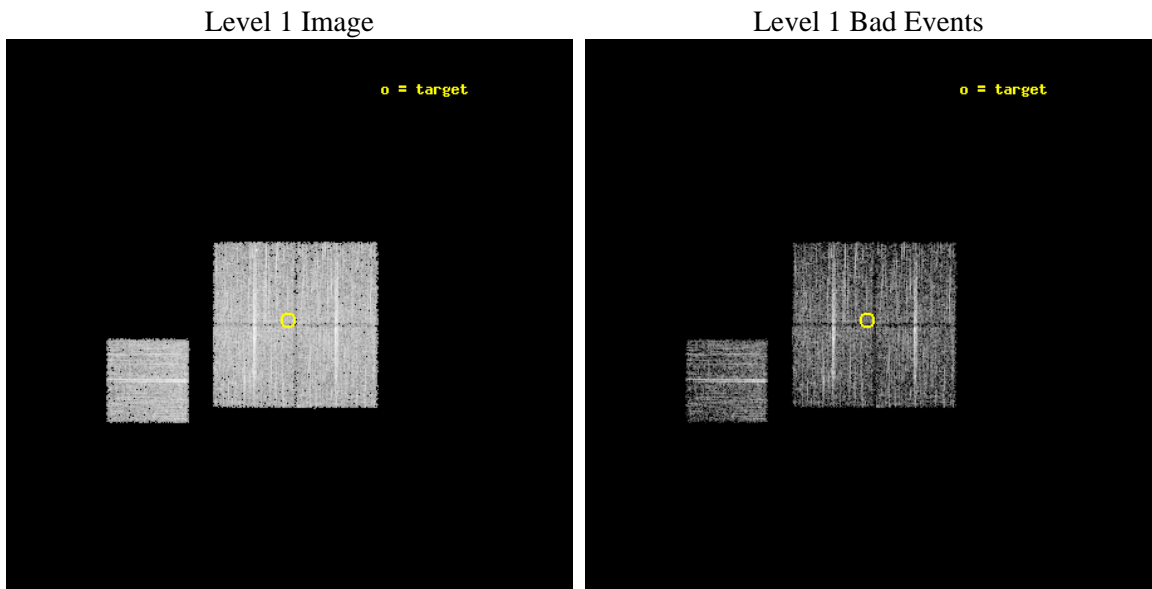 Level 1 Image
Level 1 Bad Events
o = target
o = target